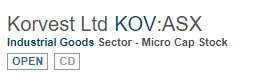 Korvest Ltd KOV:ASX
Industrial Goods Sector - Micro Cap Stock
OPEN CD